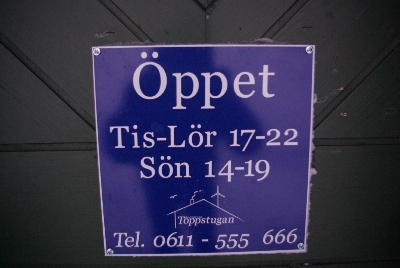 Öppet
Tis-Lör 17-22
Sön 14-19
Toppstugan
Tel. 0611 - 555 666